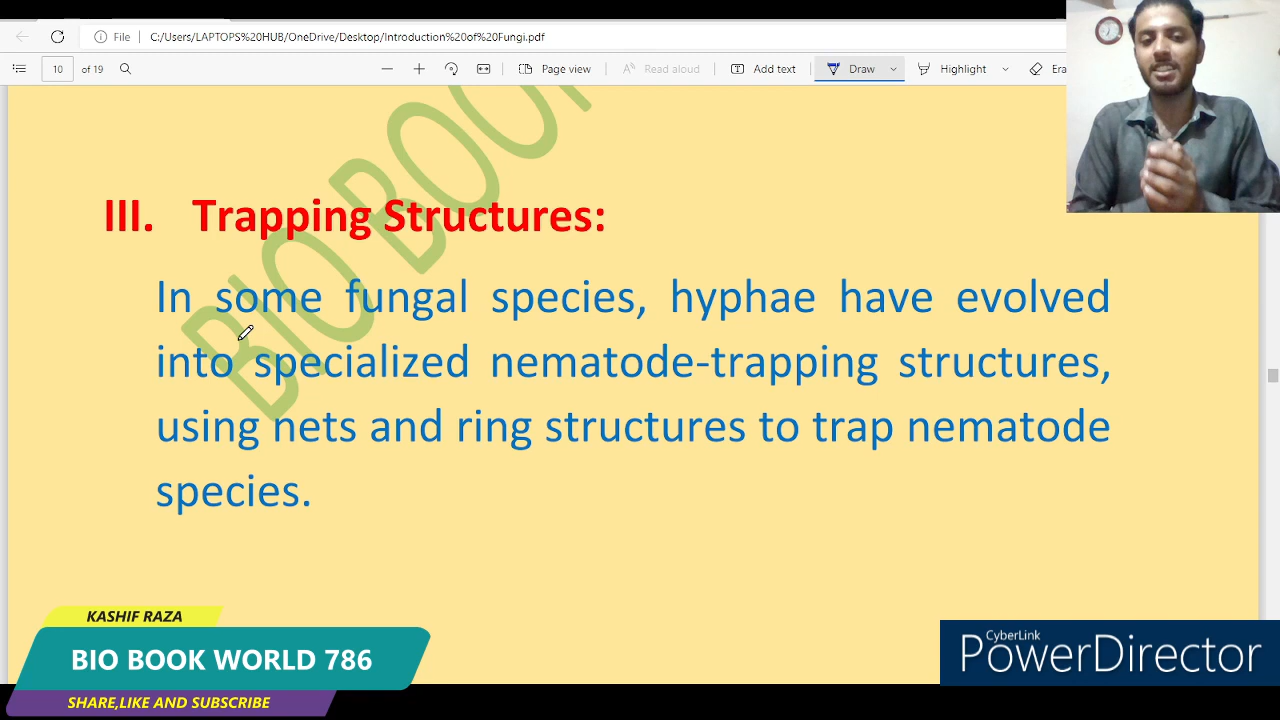 File C:/Users/LAPTOPS%20HUB/OneDrive/Desktop/Introduction%20of%20Fungi.pdf
10 of 19 Page view Read aloud Add text Draw Highlight Era
BIO BOO
III. Trapping Structures:
In some fungal species, hyphae have evolved
into specialized nematode-trapping structures,
using nets and ring structures to trap nematode
species.
KASHIF RAZA
BIO BOOK WORLD 786
SHARE,LIKE AND SUBSCRIBE
CyberLink
PowerDirector